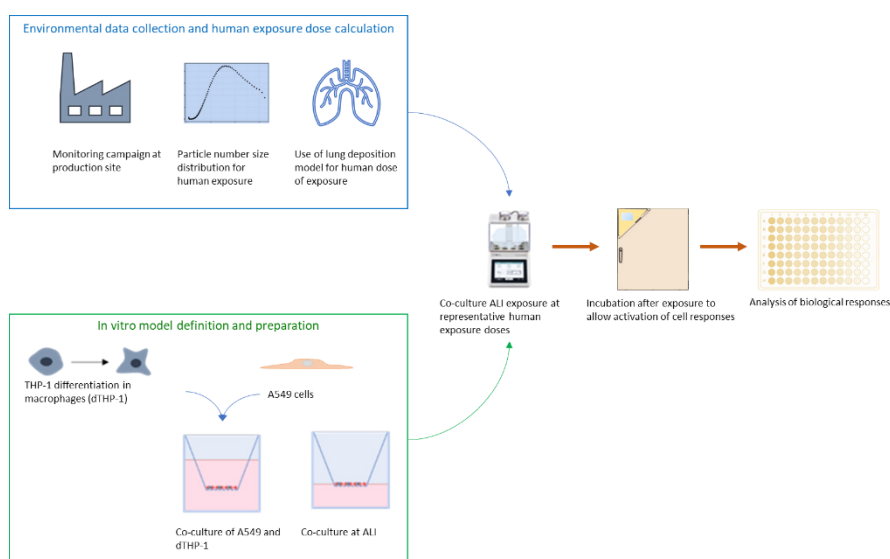 Environmental data collection and human exposure dose calculation
Monitoring campaign at
production site
Particle number size
distribution for
human exposure
Use of lung deposition
model for human dose
of exposure
Co-culture ALI exposure at
representative human
exposure doses
Incubation after exposure to
allow activation of cell responses
Analysis of biological responses
In vitro model definition and preparation
THP-1 differentiation in
macrophages (dTHP-1)
A549 cells
Co-culture of A549 and
dTHP-1
Co-culture at ALI